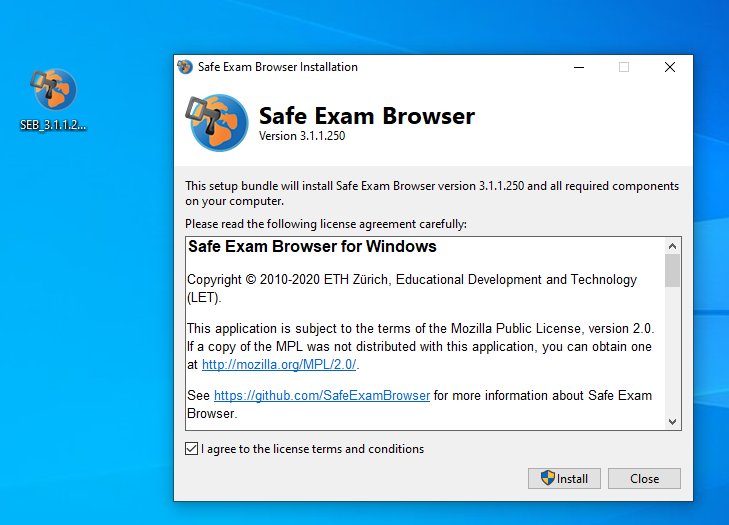 Safe Exam Browser Installation
Safe Exam Browser
Version 3.1.1.250
SEB_3.1.1.2...
This setup bundle will install Safe Exam Browser version 3.1.1.250 and all required components
on your computer.
Please read the following license agreement carefully:
Safe Exam Browser for Windows
Copyright © 2010-2020 ETH Zürich, Educational Development and Technology
(LET).
This application is subject to the terms of the Mozilla Public License, version 2.0.
If a copy of the MPL was not distributed with this application, you can obtain one
at http://mozilla.org/MPL/2.0/.
See https://github.com/SafeExamBrowser for more information about Safe Exam
Browser.
I agree to the license terms and conditions
Install
Close